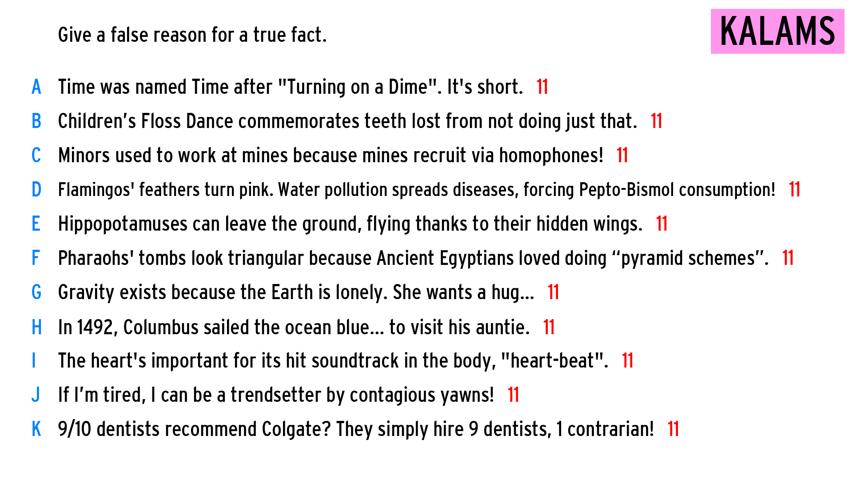 Give a false reason for a true fact.
KALAMS
A Time was named Time after "Turning on a Dime". It's short. 11
B Children’s Floss Dance commemorates teeth lost from not doing just that. 11
C Minors used to work at mines because mines recruit via homophones! 11
D Flamingos' feathers turn pink. Water pollution spreads diseases, forcing Pepto-Bismol consumption! 11
E Hippopotamuses can leave the ground, flying thanks to their hidden wings. 11
F Pharaohs' tombs look triangular because Ancient Egyptians loved doing “pyramid schemes”. 11
G Gravity exists because the Earth is lonely. She wants a hug... 11
H In 1492, Columbus sailed the ocean blue... to visit his auntie. 11
I The heart's important for its hit soundtrack in the body, "heart-beat". 11
J If I’m tired, I can be a trendsetter by contagious yawns! 11
K 9/10 dentists recommend Colgate? They simply hire 9 dentists, 1 contrarian! 11